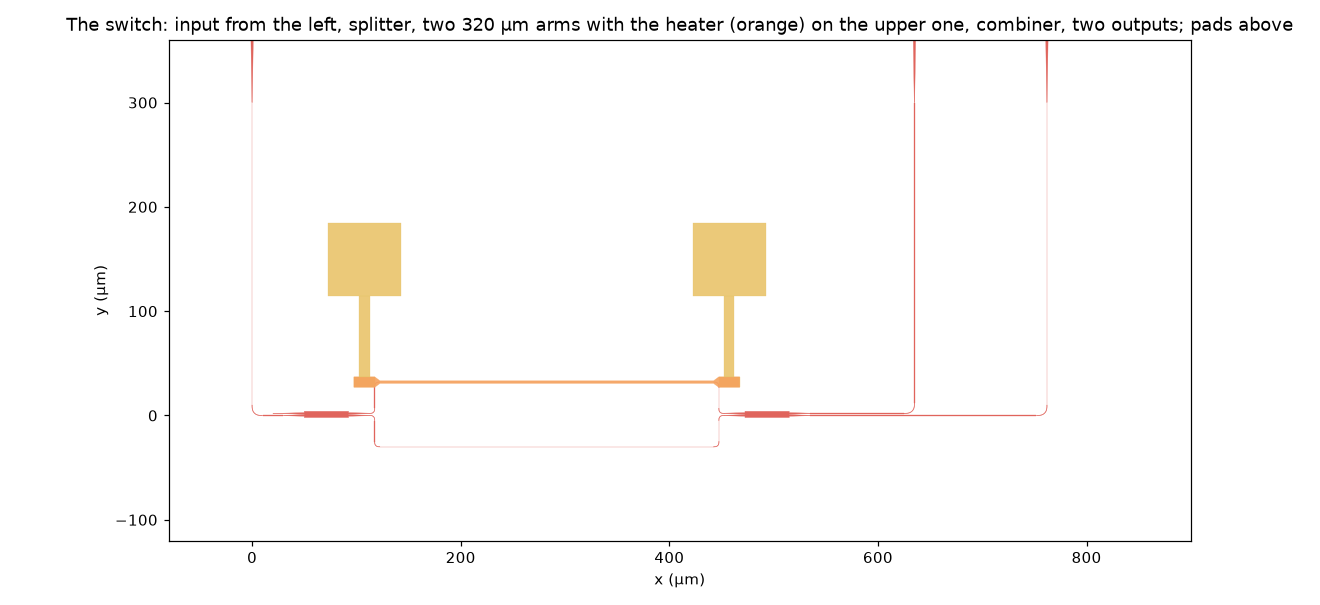 The switch: input from the left, splitter, two 320 µm arms with the heater (orange) on the upper one, combiner, two outputs; pads above
300
200
100
0
−100
y (µm)
0 200 400 600 800
x (µm)